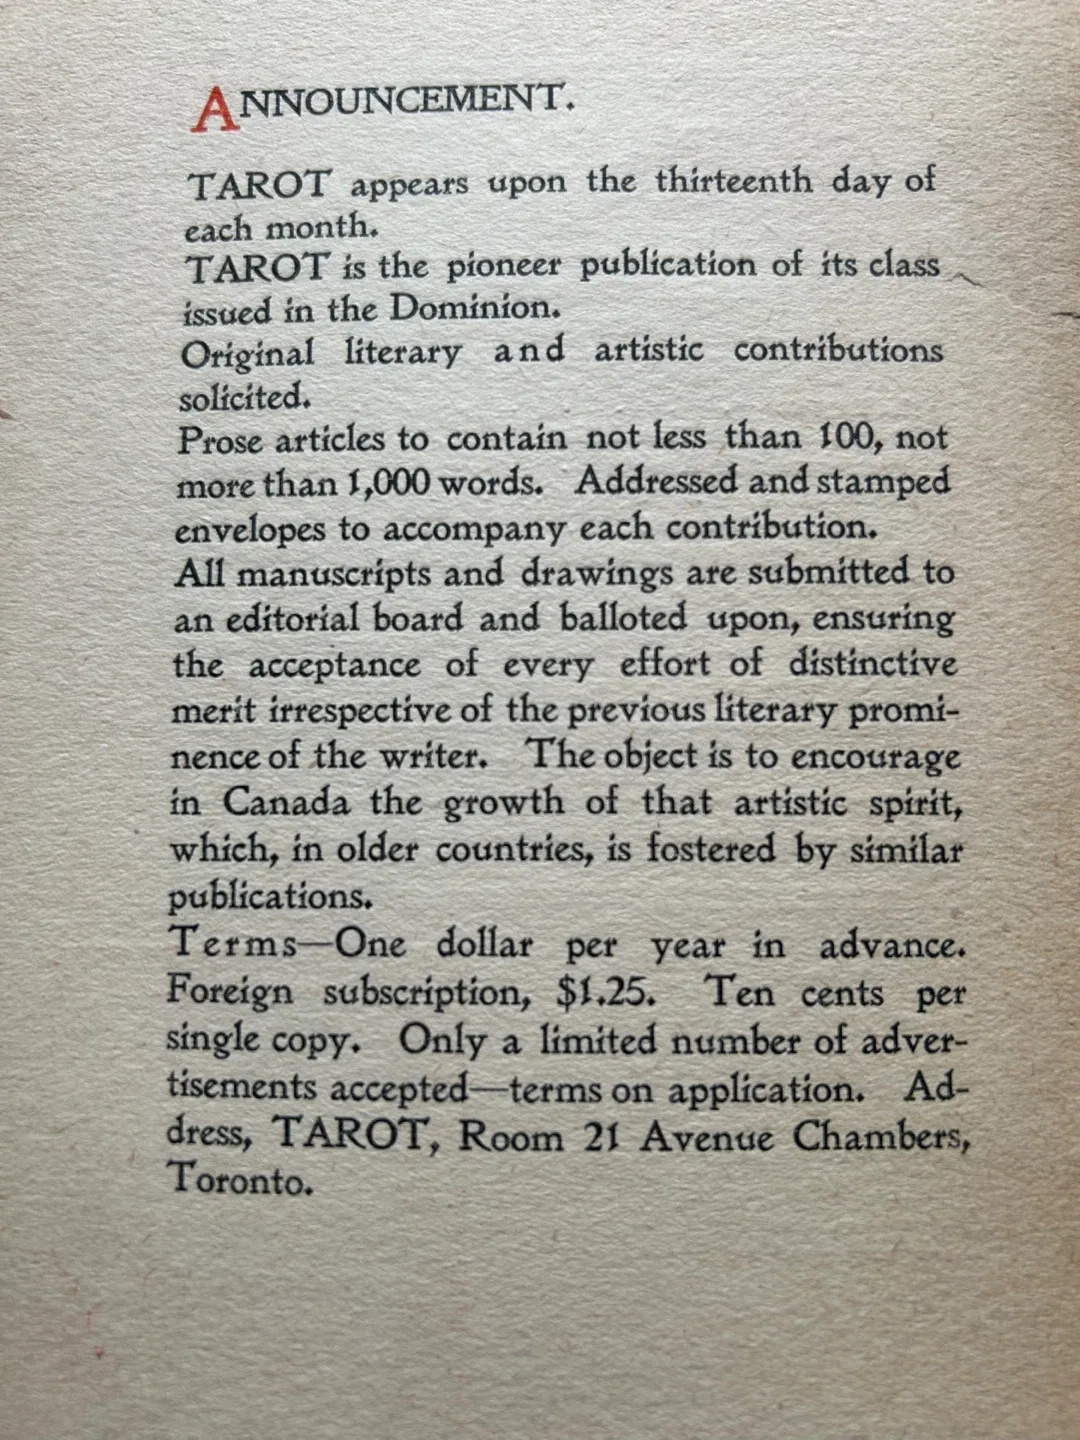 ANNOUNCEMENT.
TAROT appears upon the thirteenth day of
each month.
TAROT is the pioneer publication of its class
issued in the Dominion.
Original literary and artistic contributions
solicited.
Prose articles to contain not less than 100, not
more than 1,000 words. Addressed and stamped
envelopes to accompany each contribution.
All manuscripts and drawings are submitted to
an editorial board and balloted upon, ensuring
the acceptance of every effort of distinctive
merit irrespective of the previous literary promi-
nence of the writer. The object is to encourage
in Canada the growth of that artistic spirit,
which, in older countries, is fostered by similar
publications.
Terms—One dollar per year in advance.
Foreign subscription, $1.25. Ten cents per
single copy. Only a limited number of adver-
tisements accepted—terms on application. Ad-
dress, TAROT, Room 21 Avenue Chambers,
Toronto.